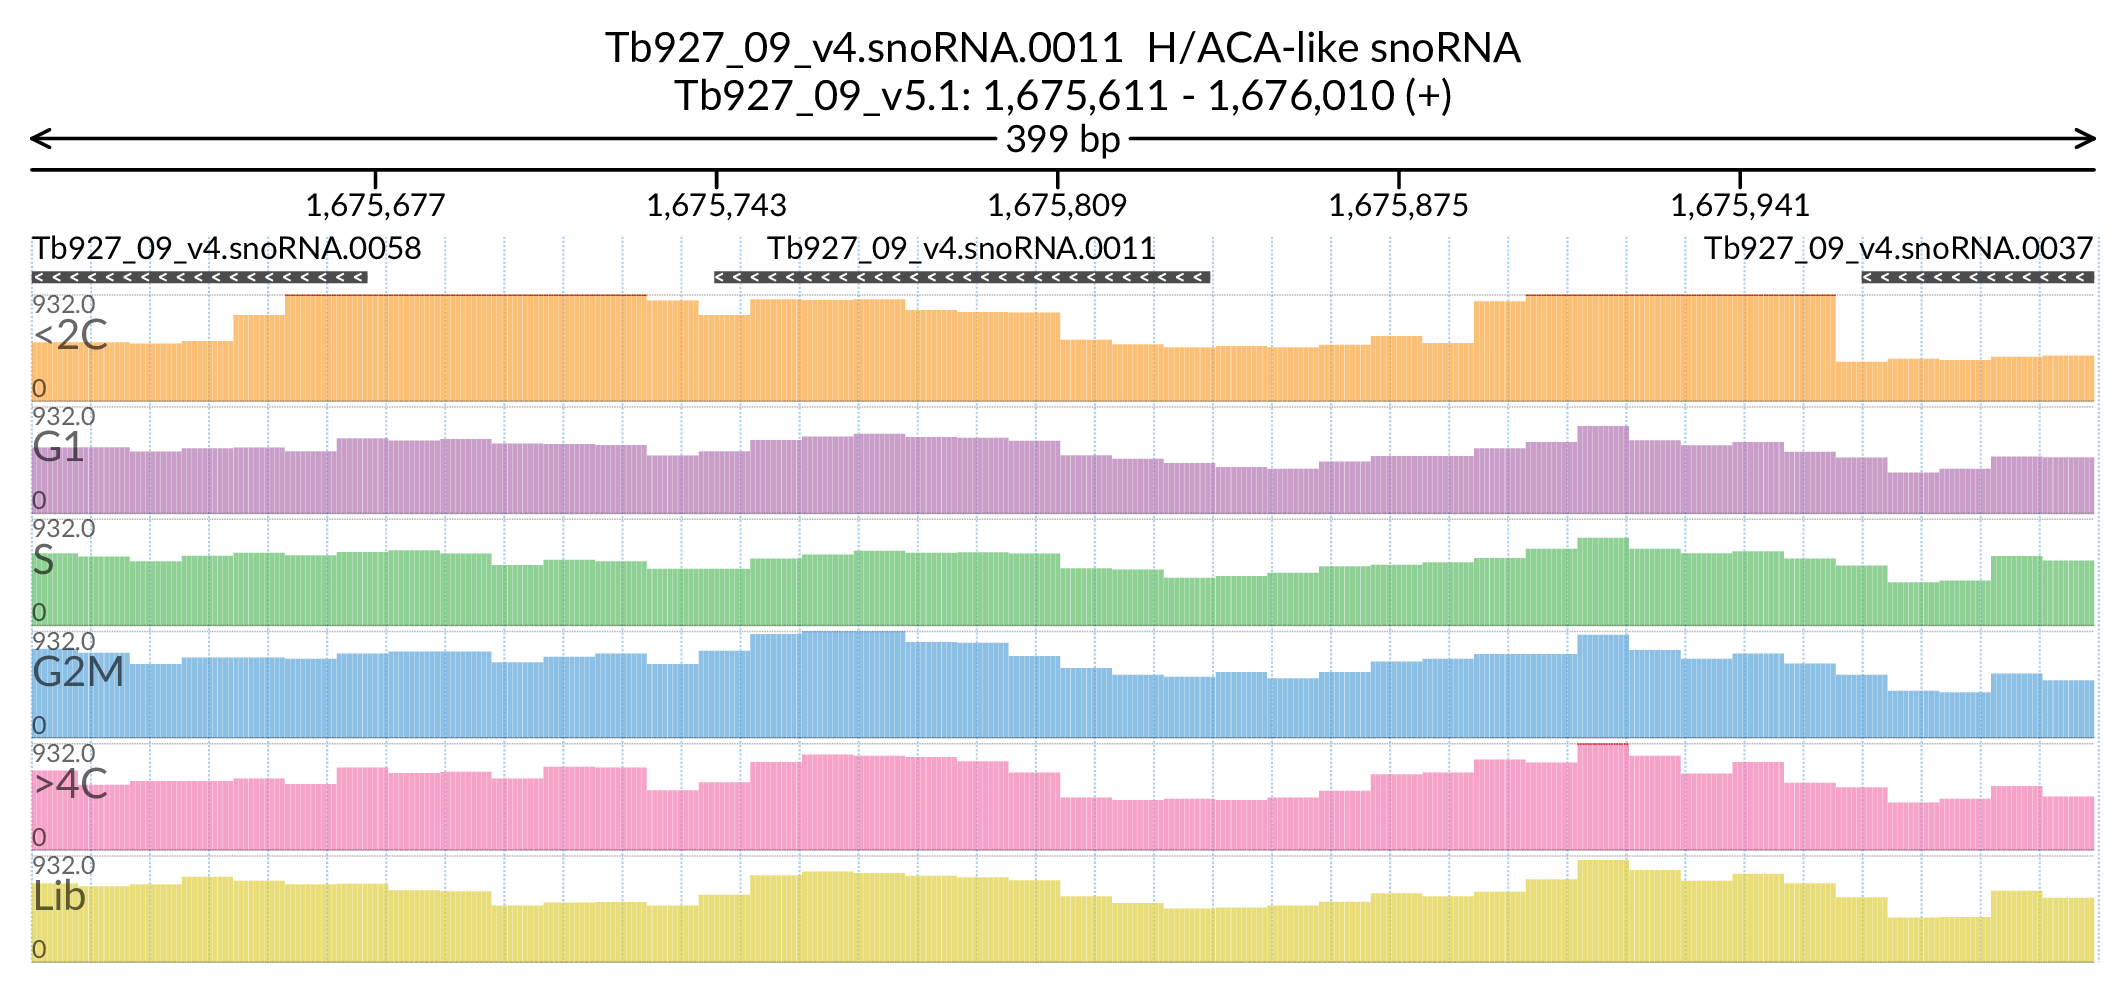 Tb927_09_v4.snoRNA.0011 H/ACA-like snoRNA
Tb927_09_v5.1: 1,675,611 - 1,676,010 (+)
399 bp
1,675,677 1,675,743 1,675,809 1,675,875 1,675,941
Tb927_09_v4.snoRNA.0058 Tb927_09_v4.snoRNA.0011 Tb927_09_v4.snoRNA.0037
932.0
<2C
0
932.0
G1
0
932.0
S
0
932.0
G2M
0
932.0
>4C
0
932.0
Lib
0